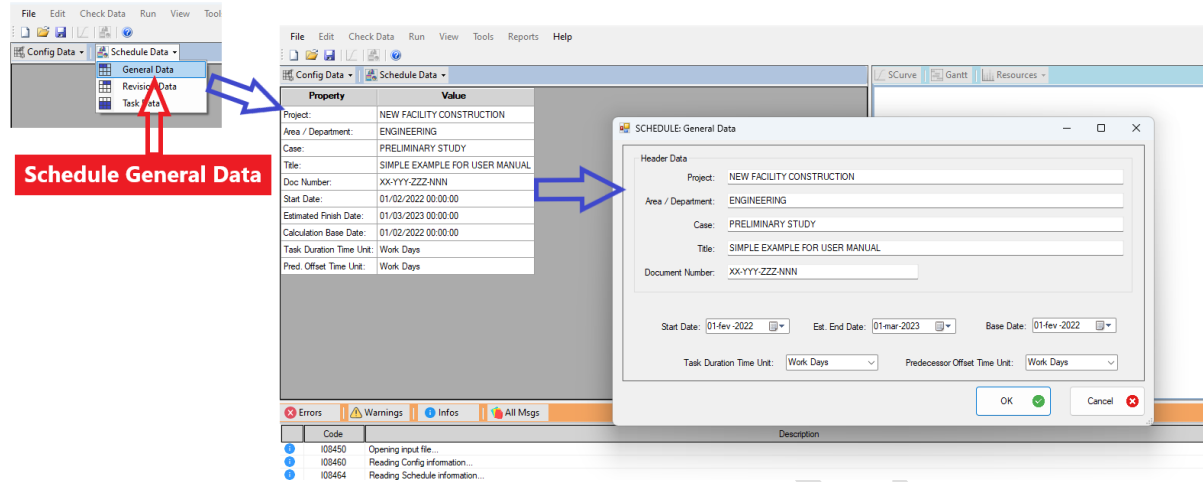 File Edit Check Data Run View Tool
Config Data Schedule Data
General Data
Revision Data
Task Data
Schedule General Data
File Edit Check Data Run View Tools Reports Help
Config Data Schedule Data
SCurve Gantt Resources
Property Value
Project: NEW FACILITY CONSTRUCTION
Area / Department: ENGINEERING
Case: PRELIMINARY STUDY
Title: SIMPLE EXAMPLE FOR USER MANUAL
Doc Number: XX-YYY-ZZZ-NNN
Start Date: 01/02/2022 00:00:00
Estimated Finish Date: 01/03/2023 00:00:00
Calculation Base Date: 01/02/2022 00:00:00
Task Duration Time Unit: Work Days
Pred. Offset Time Unit: Work Days
SCHEDULE: General Data
Header Data
Project: NEW FACILITY CONSTRUCTION
Area / Department: ENGINEERING
Case: PRELIMINARY STUDY
Title: SIMPLE EXAMPLE FOR USER MANUAL
Document Number: XX-YYY-ZZZ-NNN
Start Date: 01-fev -2022 Est. End Date: 01-mar-2023 Base Date: 01-fev -2022
Task Duration Time Unit: Work Days Predecessor Offset Time Unit: Work Days
OK Cancel
Errors Warnings Infos All Msgs
Code Description
I08450 Opening input file...
I08460 Reading Config information...
I08464 Reading Schedule information...